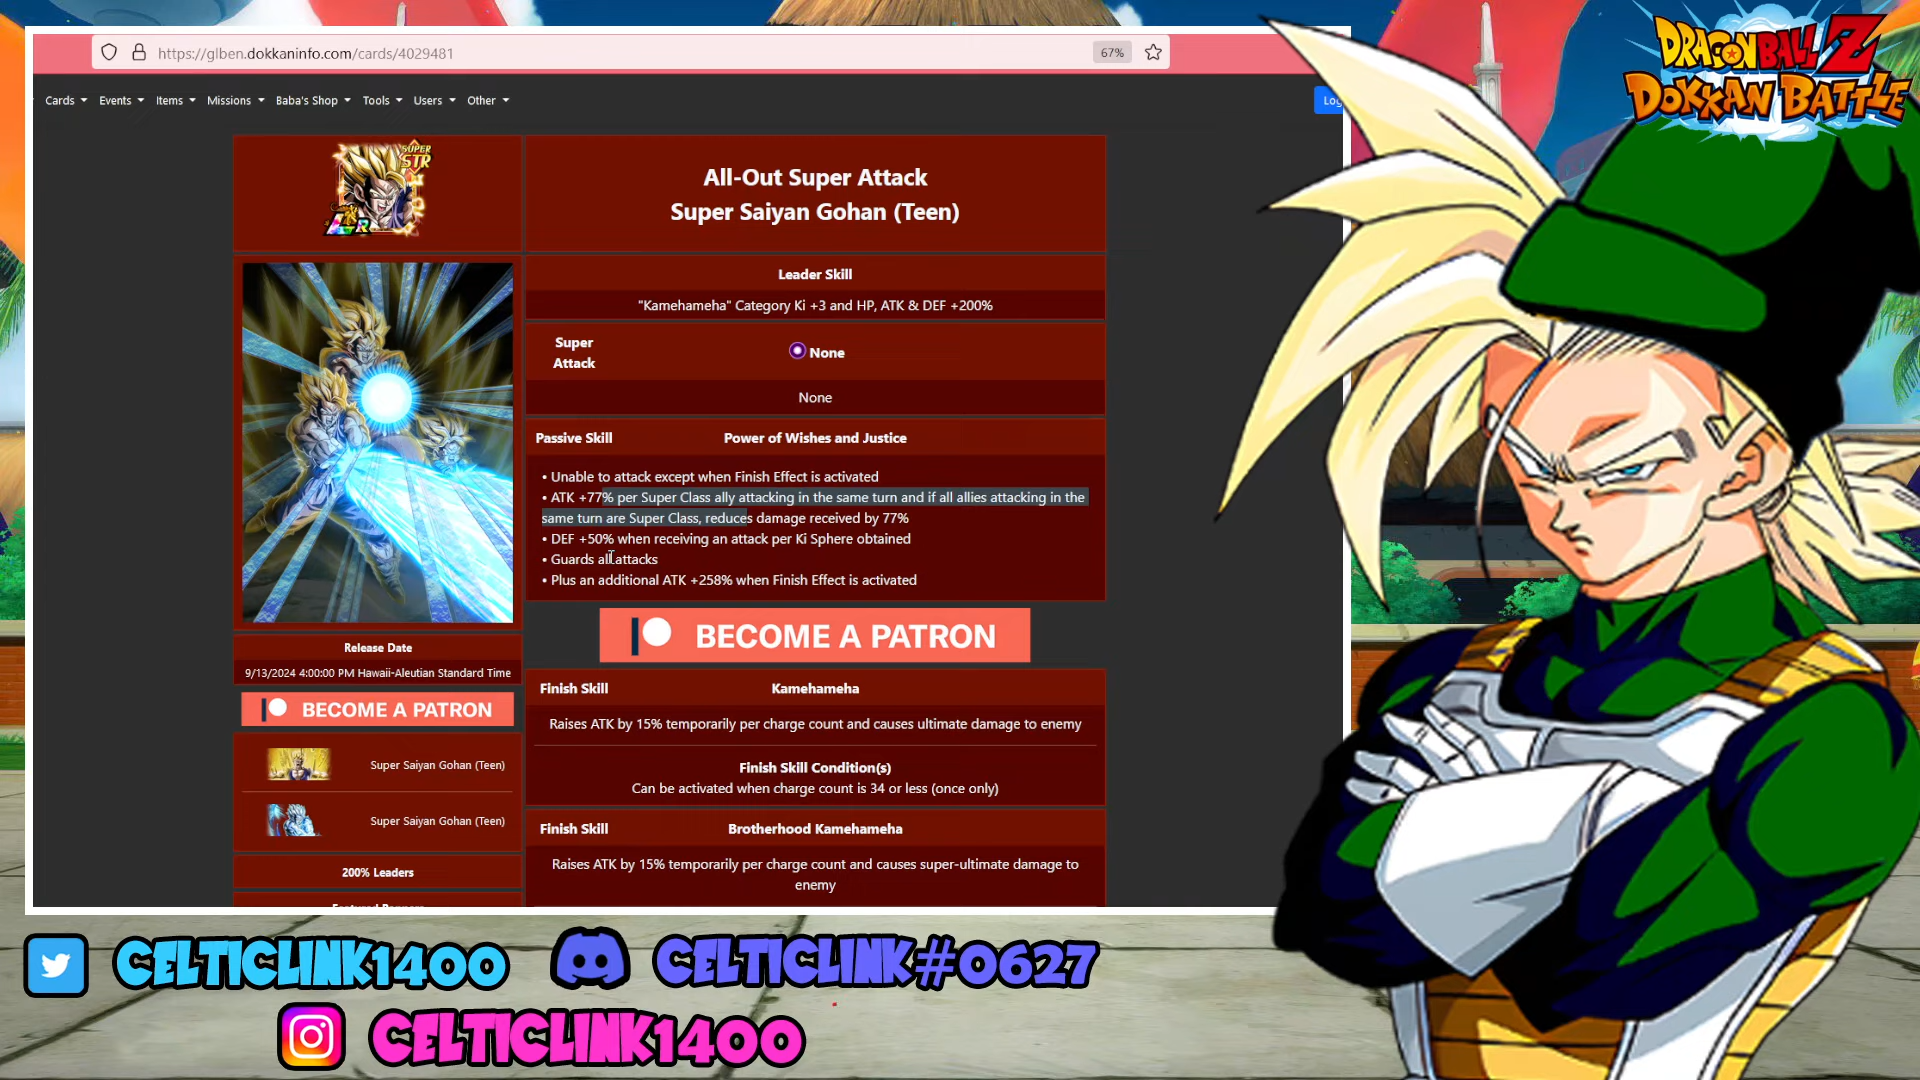 https://glben.dokkaninfo.com/cards/4029481
67%
DRAGON BALL Z
DOKKAN BATTLE
Cards Events Items Missions Baba's Shop Tools Users Other
Log
SUPER
STR
All-Out Super Attack
Super Saiyan Gohan (Teen)
Leader Skill
"Kamehameha" Category Ki +3 and HP, ATK & DEF +200%
Super
Attack
None
None
Passive Skill Power of Wishes and Justice
• Unable to attack except when Finish Effect is activated
• ATK +77% per Super Class ally attacking in the same turn and if all allies attacking in the
same turn are Super Class, reduces damage received by 77%
• DEF +50% when receiving an attack per Ki Sphere obtained
• Guards all attacks
• Plus an additional ATK +258% when Finish Effect is activated
BECOME A PATRON
Release Date
9/13/2024 4:00:00 PM Hawaii-Aleutian Standard Time
BECOME A PATRON
Super Saiyan Gohan (Teen)
Super Saiyan Gohan (Teen)
200% Leaders
Finish Skill Kamehameha
Raises ATK by 15% temporarily per charge count and causes ultimate damage to enemy
Finish Skill Condition(s)
Can be activated when charge count is 34 or less (once only)
Finish Skill Brotherhood Kamehameha
Raises ATK by 15% temporarily per charge count and causes super-ultimate damage to
enemy
CELTICLINK1400
CELTICLINK#0627
CELTICLINK1400